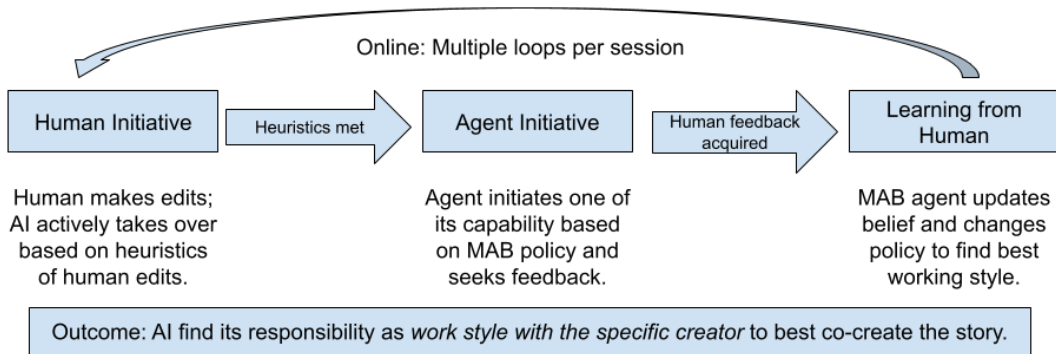 Online: Multiple loops per session
Human Initiative
Heuristics met
Agent Initiative
Human feedback
acquired
Learning from
Human
Human makes edits;
AI actively takes over
based on heuristics
of human edits.
Agent initiates one of
its capability based
on MAB policy and
seeks feedback.
MAB agent updates
belief and changes
policy to find best
working style.
Outcome: AI find its responsibility as work style with the specific creator to best co-create the story.